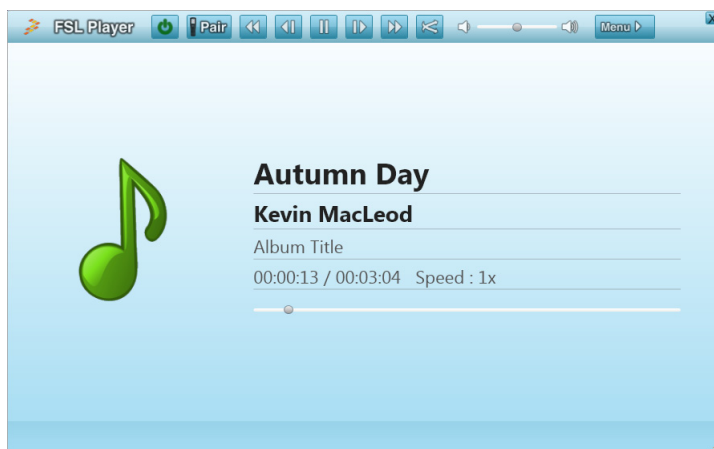 FSL Player Pair Menu
Autumn Day
Kevin MacLeod
Album Title
00:00:13 / 00:03:04 Speed : 1x